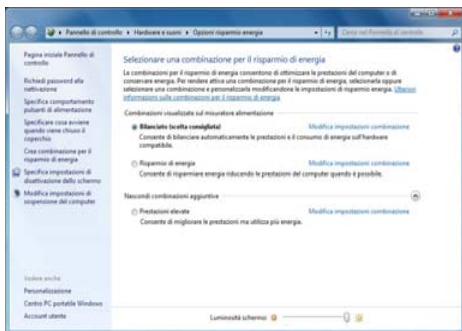 Pannello di controllo
Hardware e suoni
Opzioni risparmio energia
Cerca nel Pannello di controllo
Pagina iniziale Pannello di
controllo
Richiedi password alla
riattivazione
Specifica comportamento
pulsanti di alimentazione
Specificare cosa avviene
quando viene chiuso il
coperchio
Crea combinazione per il
risparmio di energia
Specifica impostazioni di
disattivazione dello schermo
Modifica impostazioni di
sospensione del computer
Vedere anche
Personalizzazione
Centro PC portatile Windows
Account utente
Selezionare una combinazione per il risparmio di energia
Le combinazioni per il risparmio di energia consentono di ottimizzare le prestazioni del computer o di
conservare energia. Per rendere attiva una combinazione per il risparmio di energia, selezionarla oppure
selezionare una combinazione e personalizzarla modificandone le impostazioni di risparmio energia. Ulteriori
informazioni sulle combinazioni per il risparmio di energia
Combinazioni visualizzate sul misuratore alimentazione
Bilanciato (scelta consigliata) Modifica impostazioni combinazione
Consente di bilanciare automaticamente le prestazioni e il consumo di energia sull'hardware
compatibile.
Risparmio di energia Modifica impostazioni combinazione
Consente di risparmiare energia riducendo le prestazioni del computer quando è possibile.
Nascondi combinazioni aggiuntive
Prestazioni elevate Modifica impostazioni combinazione
Consente di migliorare le prestazioni ma utilizza più energia.
Luminosità schermo: